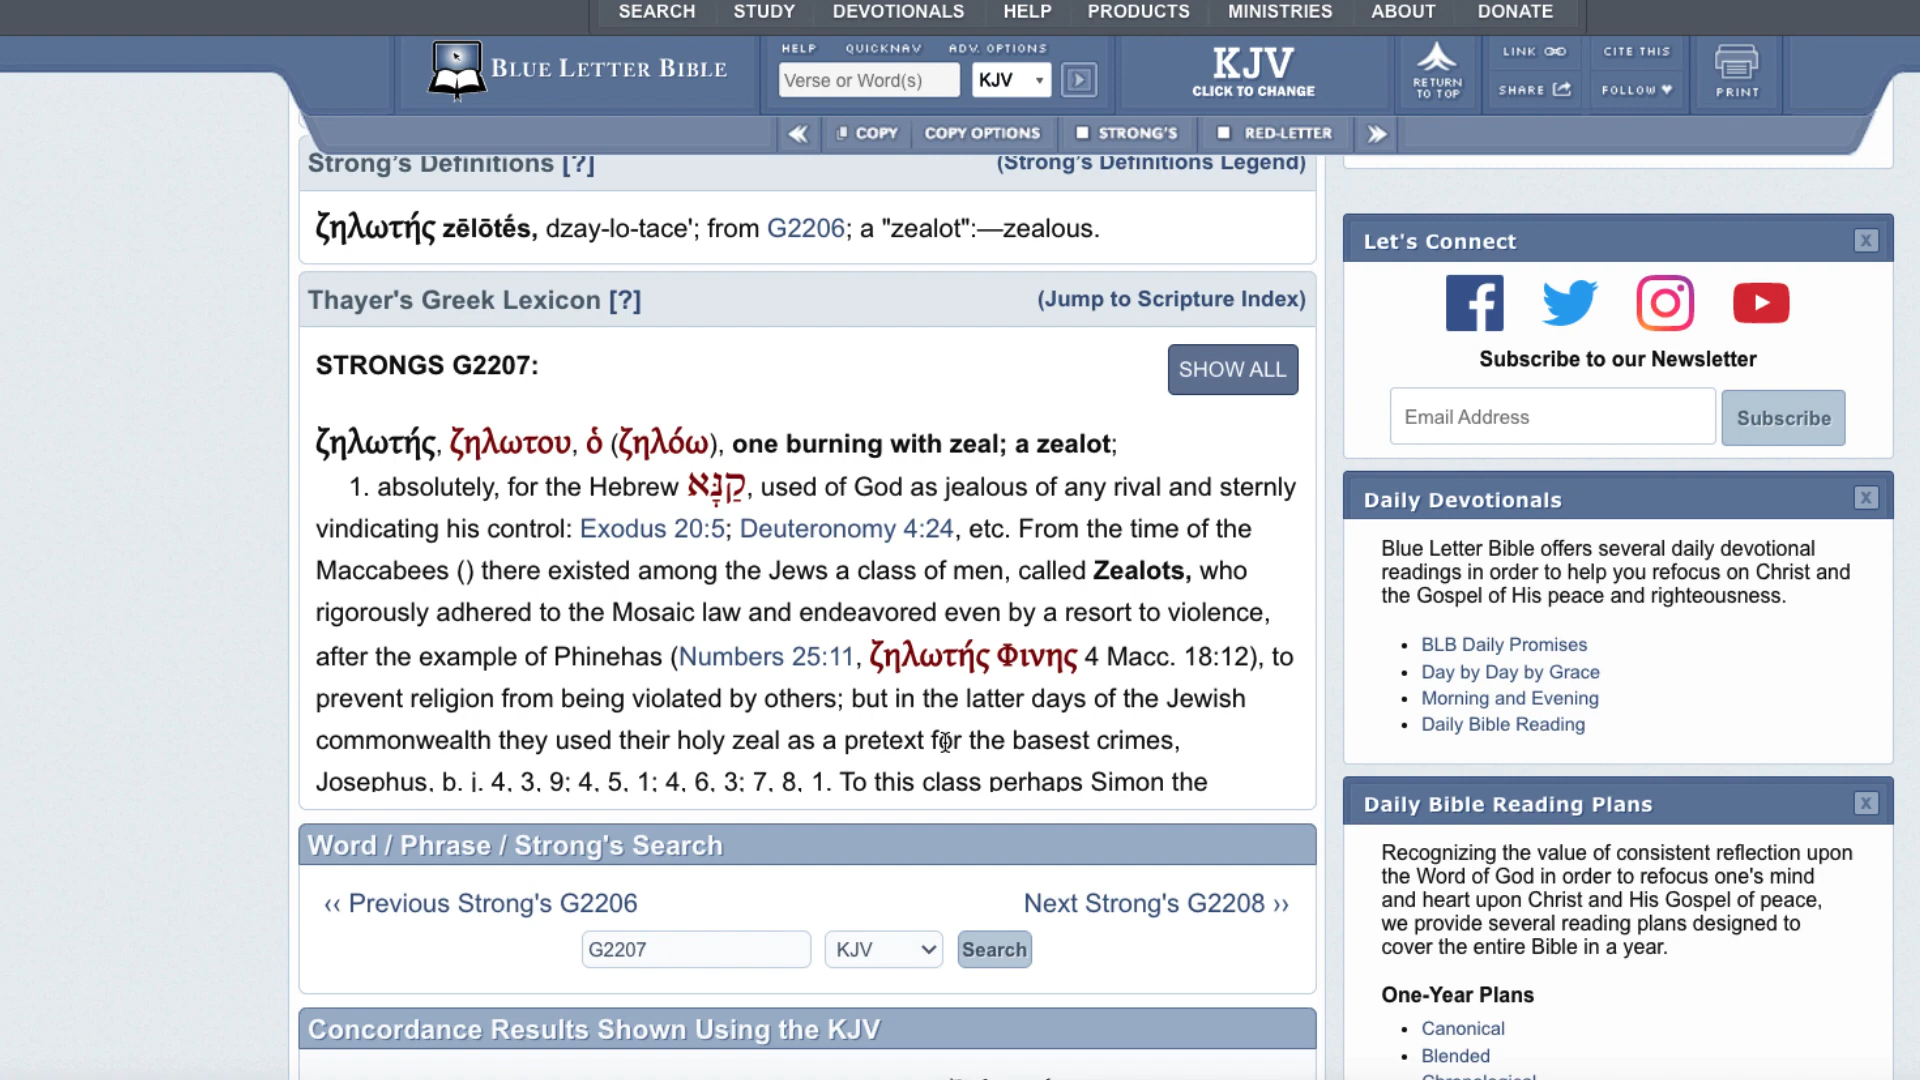 SEARCH STUDY DEVOTIONALS HELP PRODUCTS MINISTRIES ABOUT DONATE
BLUE LETTER BIBLE
HELP QUICKNAV ADV. OPTIONS
Verse or Word(s) KJV
KJV
CLICK TO CHANGE
RETURN
TO TOP
LINK
SHARE
CITE THIS
FOLLOW
PRINT
COPY COPY OPTIONS STRONG'S RED-LETTER
Strong's Definitions [?] (Strong's Definitions Legend)
ζηλωτής zēlōtḗs, dzay-lo-tace'; from G2206; a "zealot":—zealous.
Thayer's Greek Lexicon [?] (Jump to Scripture Index)
STRONGS G2207:
SHOW ALL
ζηλωτής, ζηλωτου, ὁ (ζηλόω), one burning with zeal; a zealot;
1. absolutely, for the Hebrew קַנָּא, used of God as jealous of any rival and sternly
vindicating his control: Exodus 20:5; Deuteronomy 4:24, etc. From the time of the
Maccabees () there existed among the Jews a class of men, called Zealots, who
rigorously adhered to the Mosaic law and endeavored even by a resort to violence,
after the example of Phinehas (Numbers 25:11, ζηλωτής Φινης 4 Macc. 18:12), to
prevent religion from being violated by others; but in the latter days of the Jewish
commonwealth they used their holy zeal as a pretext for the basest crimes,
Josephus, b. j. 4, 3, 9; 4, 5, 1; 4, 6, 3; 7, 8, 1. To this class perhaps Simon the
Word / Phrase / Strong's Search
‹‹ Previous Strong's G2206 Next Strong's G2208 ››
G2207 KJV Search
Concordance Results Shown Using the KJV
Let's Connect X
Subscribe to our Newsletter
Email Address Subscribe
Daily Devotionals X
Blue Letter Bible offers several daily devotional
readings in order to help you refocus on Christ and
the Gospel of His peace and righteousness.
• BLB Daily Promises
• Day by Day by Grace
• Morning and Evening
• Daily Bible Reading
Daily Bible Reading Plans X
Recognizing the value of consistent reflection upon
the Word of God in order to refocus one's mind
and heart upon Christ and His Gospel of peace,
we provide several reading plans designed to
cover the entire Bible in a year.
One-Year Plans
• Canonical
• Blended
• Chronological